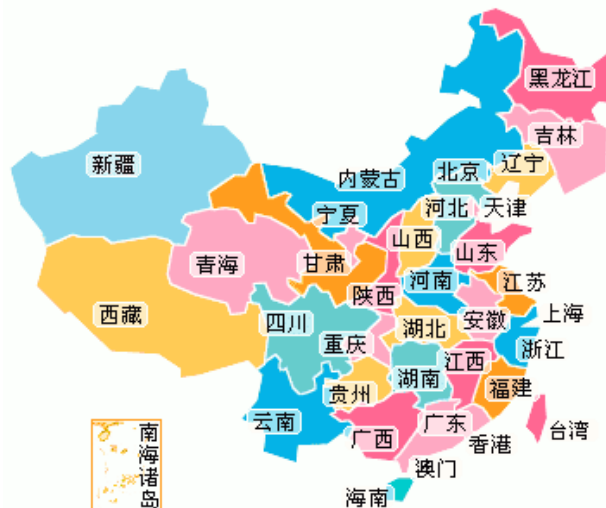 黑龙江
吉林
新疆
辽宁
北京
内蒙古
河北
天津
宁夏
山西
山东
青海
甘肃
河南
江苏
陕西
西藏
四川
湖北
安徽
上海
重庆
浙江
江西
湖南
贵州
福建
云南
广东
广西
台湾
香港
南海诸岛
澳门
海南